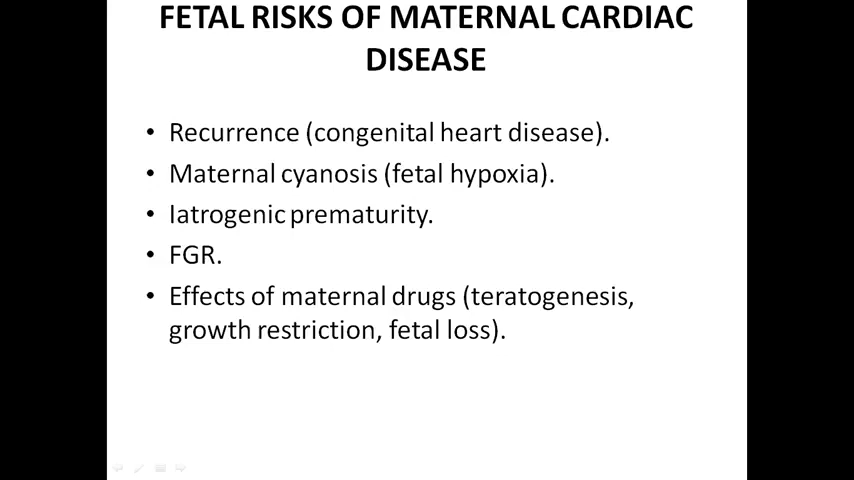 FETAL RISKS OF MATERNAL CARDIAC
DISEASE
• Recurrence (congenital heart disease).
• Maternal cyanosis (fetal hypoxia).
• Iatrogenic prematurity.
• FGR.
• Effects of maternal drugs (teratogenesis,
growth restriction, fetal loss).